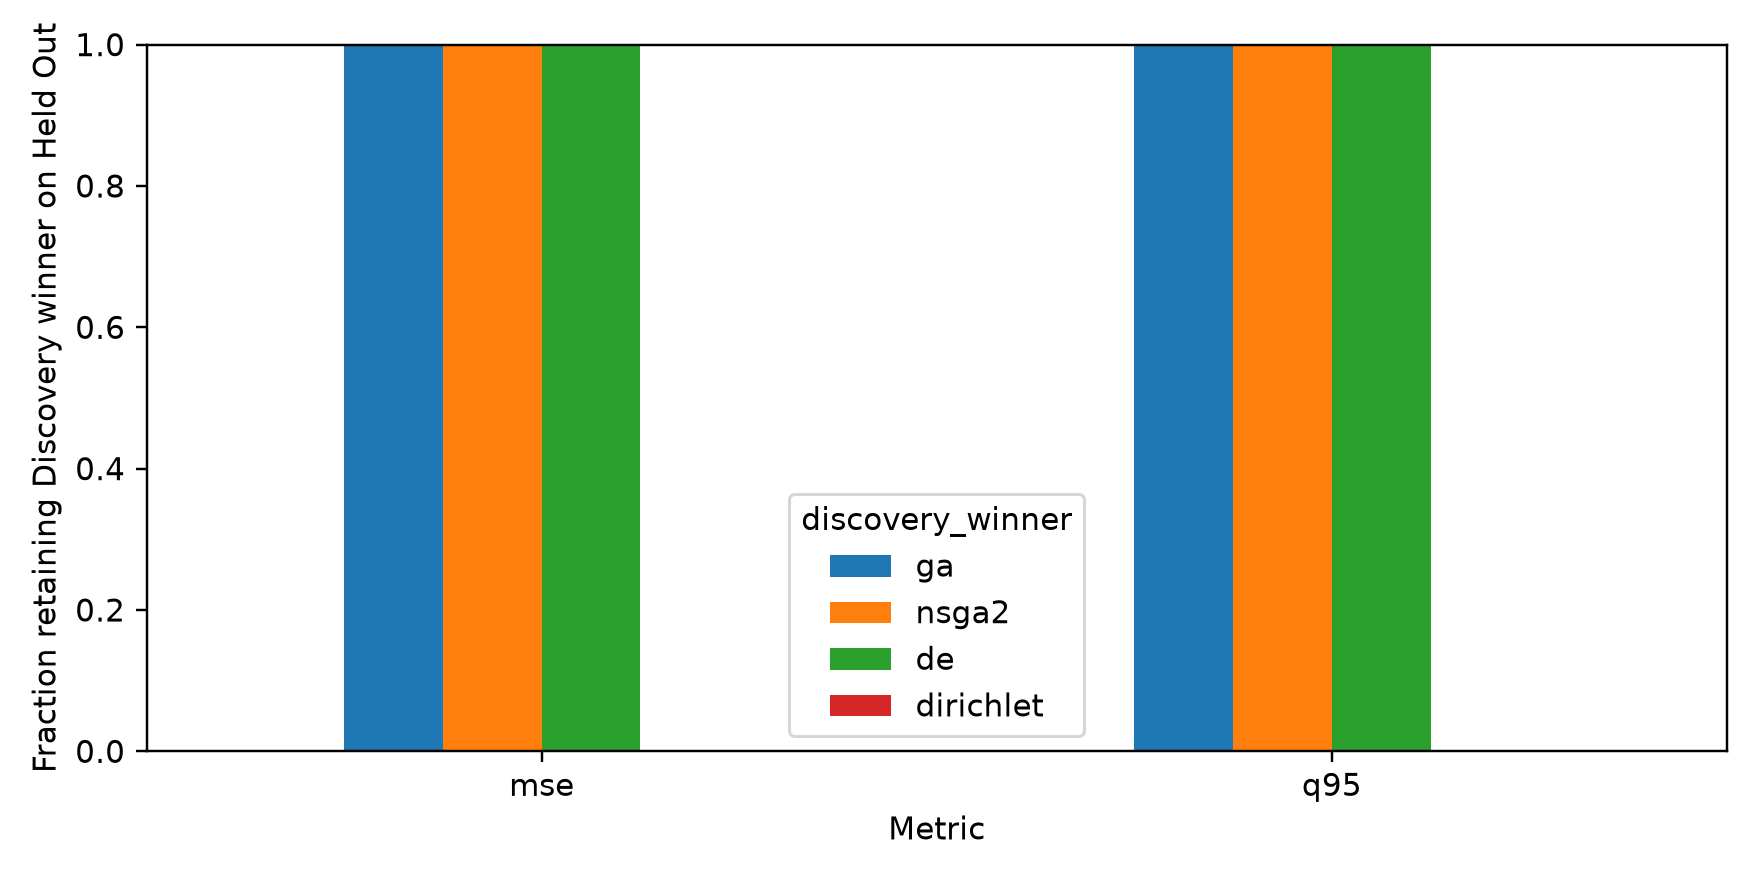 Fraction retaining Discovery winner on Held Out
1.0
0.8
0.6
0.4
0.2
0.0
discovery_winner
ga
nsga2
de
dirichlet
mse
q95
Metric